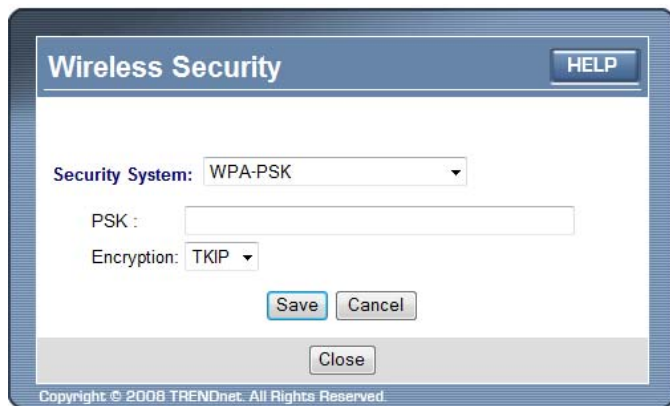 Wireless Security
HELP
Security System: WPA-PSK
PSK :
Encryption: TKIP
Save Cancel
Close
Copyright © 2008 TRENDnet. All Rights Reserved.